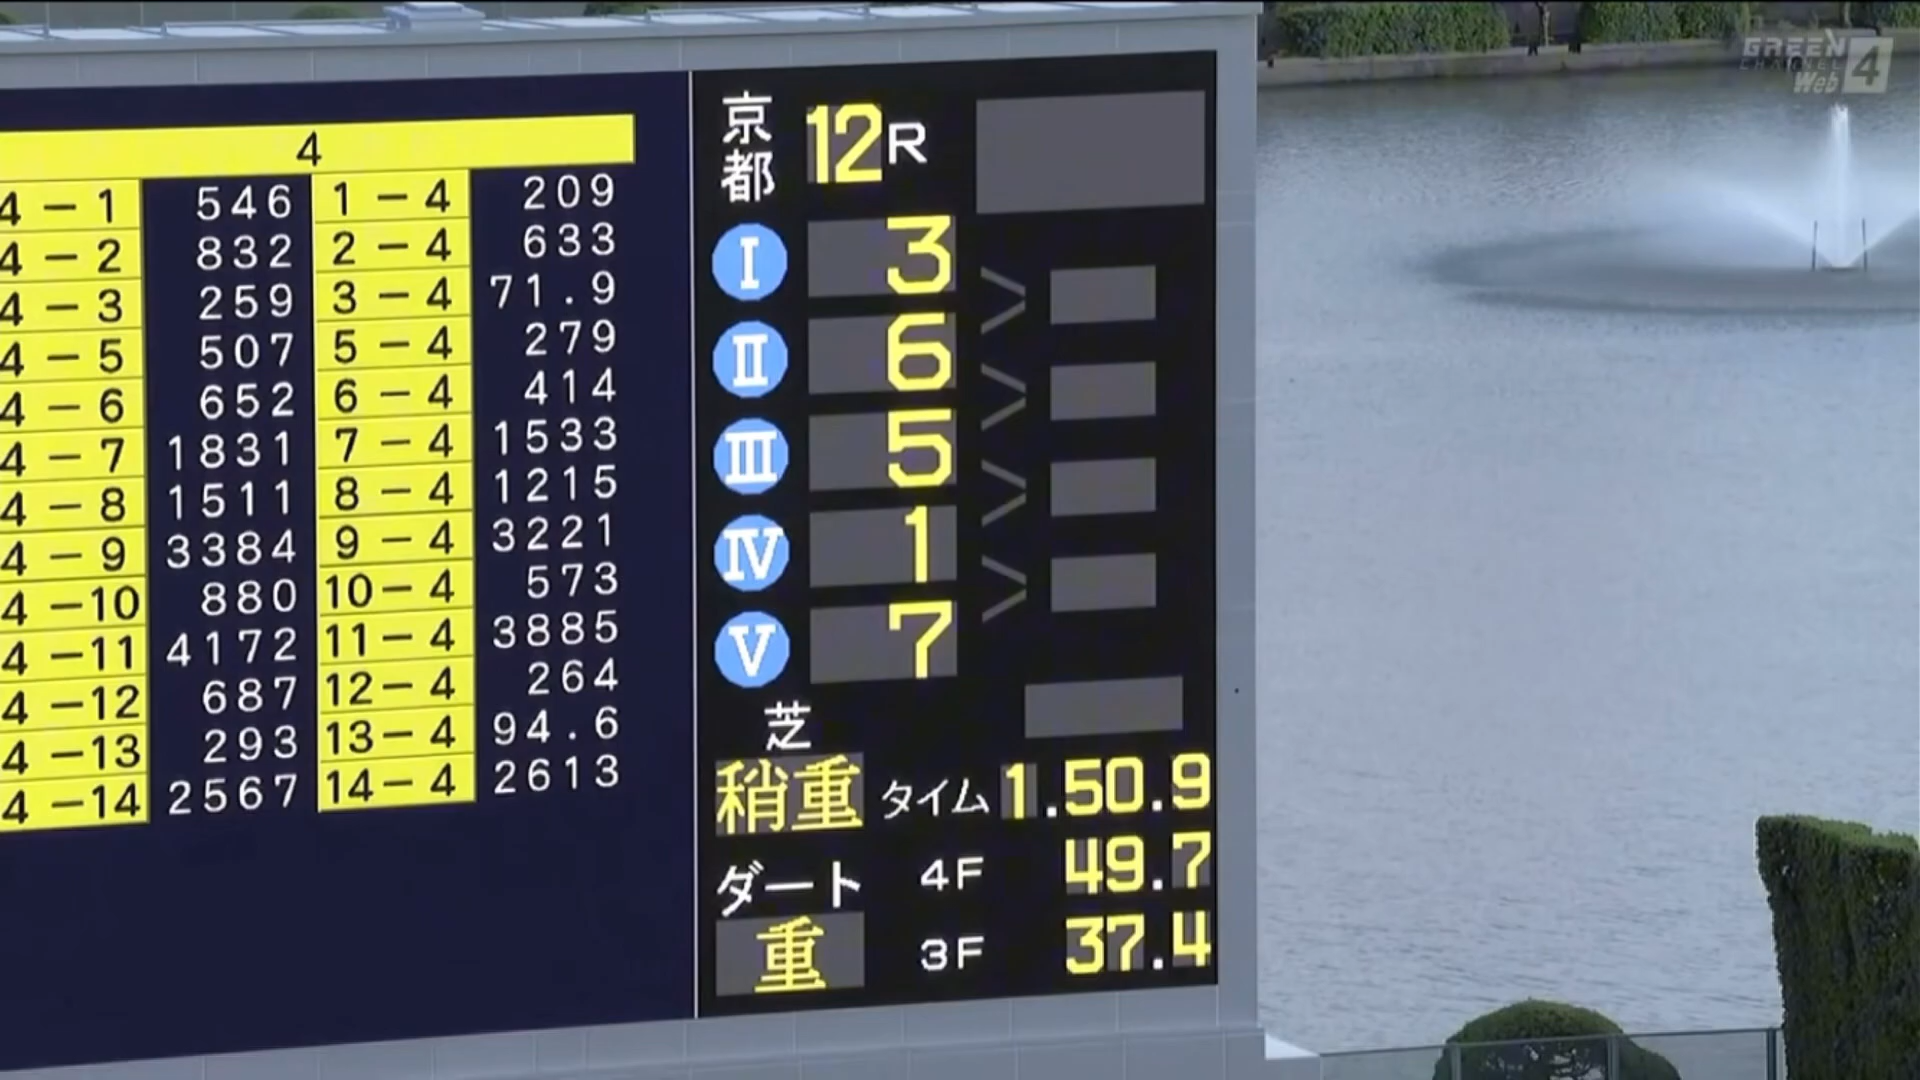 GREEN
CHANNEL
Web 4
4
4-1 546 1-4 209
4-2 832 2-4 633
4-3 259 3-4 71.9
4-5 507 5-4 279
4-6 652 6-4 414
4-7 1831 7-4 1533
4-8 1511 8-4 1215
4-9 3384 9-4 3221
4-10 880 10-4 573
4-11 4172 11-4 3885
4-12 687 12-4 264
4-13 293 13-4 94.6
4-14 2567 14-4 2613
京都 12R
I 3
II 6
III 5
IV 1
V 7
芝
稍重 タイム 1.50.9
ダート 4F 49.7
重 3F 37.4